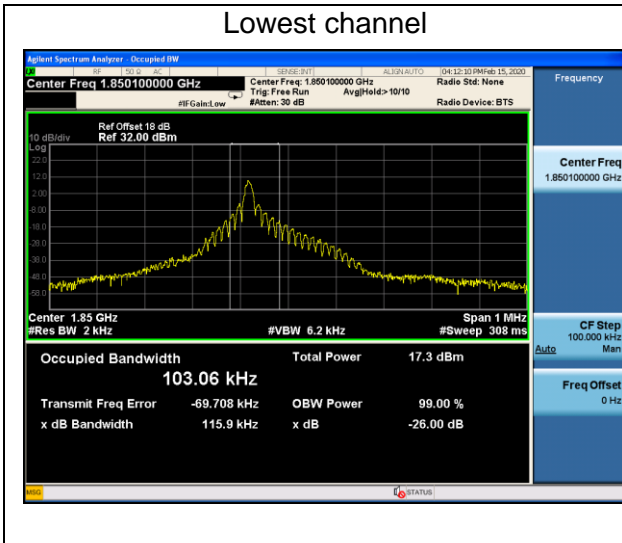 Lowest channel
Agilent Spectrum Analyzer - Occupied BW
RF 50 Ω AC SENSE:INT ALIGN AUTO 04:12:10 PM Feb 15, 2020
Center Freq 1.850100000 GHz
Center Freq: 1.850100000 GHz Radio Std: None
Trig: Free Run Avg|Hold:>10/10
#IFGain:Low #Atten: 30 dB Radio Device: BTS
Frequency
Ref Offset 18 dB
10 dB/div Ref 32.00 dBm
Log
22.0
12.0
2.00
-8.00
-18.0
-28.0
-38.0
-48.0
-58.0
Center 1.85 GHz Span 1 MHz
#Res BW 2 kHz #VBW 6.2 kHz #Sweep 308 ms
Center Freq
1.850100000 GHz
CF Step
100.000 kHz
Auto Man
Freq Offset
0 Hz
Occupied Bandwidth Total Power 17.3 dBm
103.06 kHz
Transmit Freq Error -69.708 kHz OBW Power 99.00 %
x dB Bandwidth 115.9 kHz x dB -26.00 dB
MSG STATUS